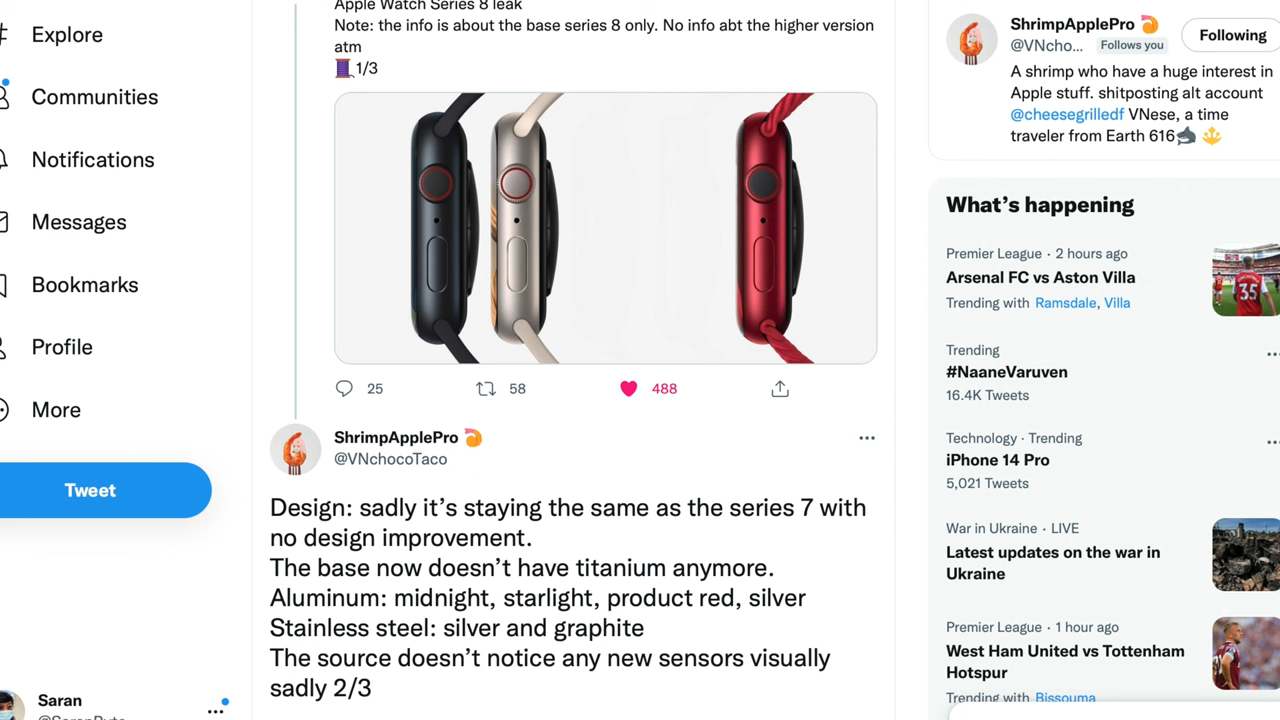 Explore
Communities
Notifications
Messages
Bookmarks
Profile
More
Tweet
Saran
Apple Watch Series 8 leak
Note: the info is about the base series 8 only. No info abt the higher version
atm
1/3
25
58
488
ShrimpApplePro
@VNchocoTaco
Design: sadly it’s staying the same as the series 7 with
no design improvement.
The base now doesn’t have titanium anymore.
Aluminum: midnight, starlight, product red, silver
Stainless steel: silver and graphite
The source doesn’t notice any new sensors visually
sadly 2/3
ShrimpApplePro
@VNcho... Follows you
Following
A shrimp who have a huge interest in
Apple stuff. shitposting alt account
@cheesegrilledf VNese, a time
traveler from Earth 616
What’s happening
Premier League · 2 hours ago
Arsenal FC vs Aston Villa
Trending with Ramsdale, Villa
35
Trending
#NaaneVaruven
16.4K Tweets
Technology · Trending
iPhone 14 Pro
5,021 Tweets
War in Ukraine · LIVE
Latest updates on the war in
Ukraine
Premier League · 1 hour ago
West Ham United vs Tottenham
Hotspur
Trending with Bissouma